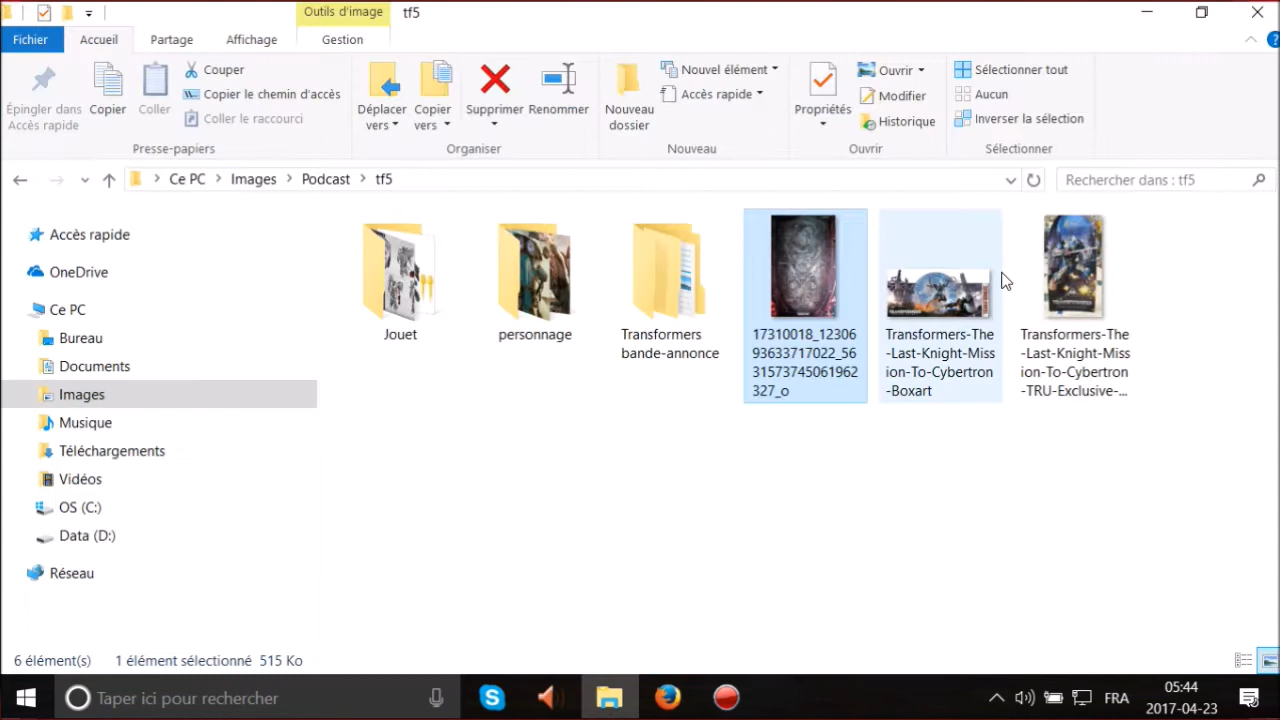 Outils d'image
tf5
Fichier
Accueil
Partage
Affichage
Gestion
Épingler dans
Accès rapide
Copier
Coller
Couper
Copier le chemin d'accès
Coller le raccourci
Presse-papiers
Déplacer
vers
Copier
vers
Supprimer
Renommer
Organiser
Nouveau
dossier
Nouvel élément
Accès rapide
Nouveau
Propriétés
Ouvrir
Modifier
Historique
Ouvrir
Sélectionner tout
Aucun
Inverser la sélection
Sélectionner
Ce PC
Images
Podcast
tf5
Rechercher dans : tf5
Accès rapide
OneDrive
Ce PC
Bureau
Documents
Images
Musique
Téléchargements
Vidéos
OS (C:)
Data (D:)
Réseau
Jouet
personnage
Transformers
bande-annonce
17310018_12306
93633717022_56
31573745061962
327_o
Transformers-The
-Last-Knight-Miss
ion-To-Cybertron
-Boxart
Transformers-The
-Last-Knight-Miss
ion-To-Cybertron
-TRU-Exclusive-...
6 élément(s)
1 élément sélectionné 515 Ko
Taper ici pour rechercher
FRA
05:44
2017-04-23